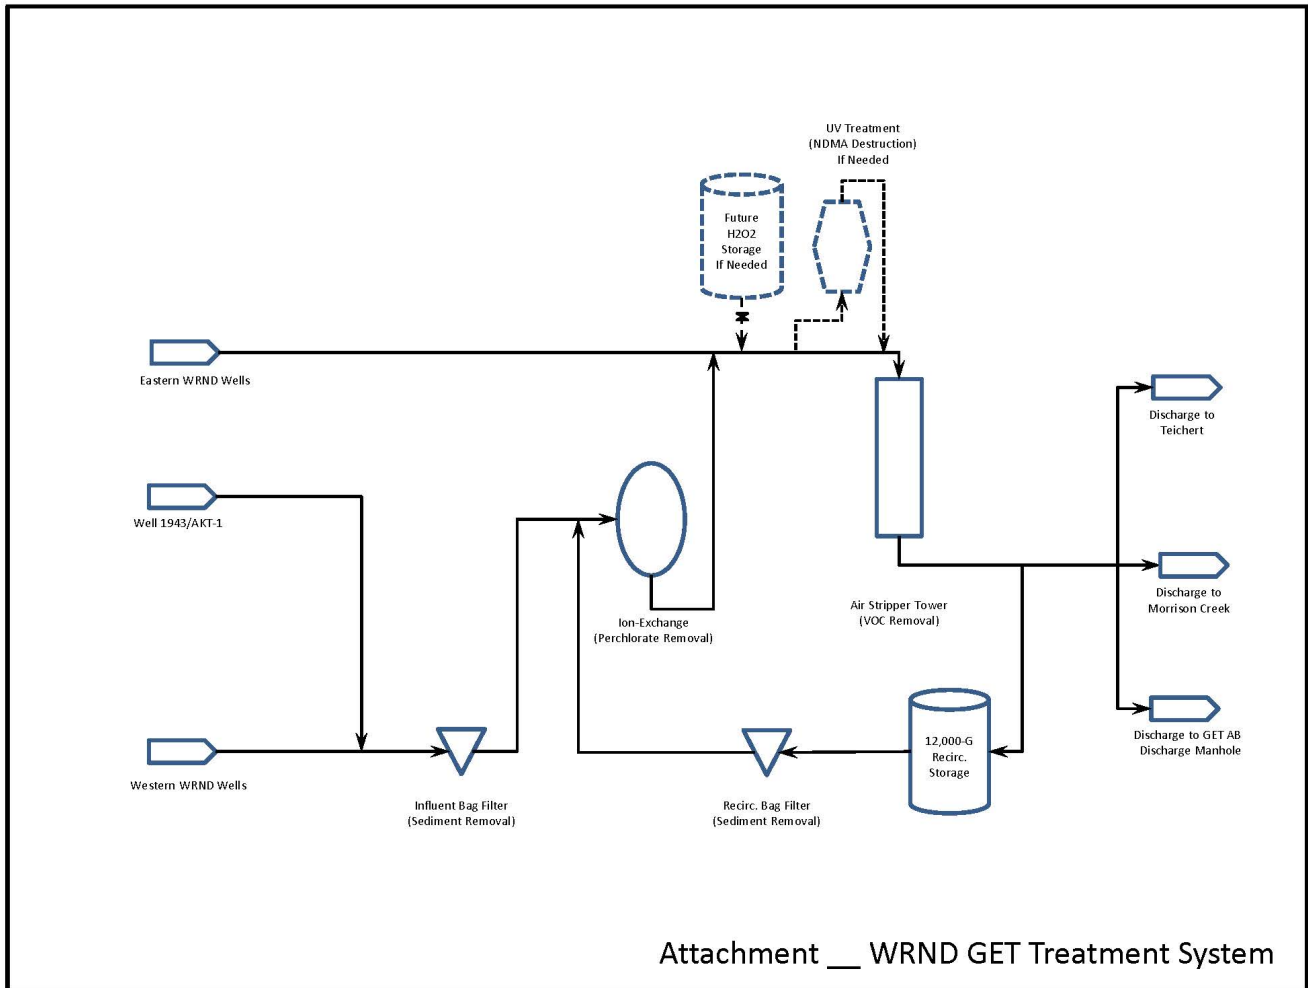 UV Treatment
(NDMA Destruction)
If Needed
Future
H2O2
Storage
If Needed
Eastern WRND Wells
Discharge to
Teichert
Well 1943/AKT-1
Ion-Exchange
(Perchlorate Removal)
Air Stripper Tower
(VOC Removal)
Discharge to
Morrison Creek
Western WRND Wells
Influent Bag Filter
(Sediment Removal)
Recirc. Bag Filter
(Sediment Removal)
12,000-G
Recirc.
Storage
Discharge to GET AB
Discharge Manhole
Attachment __ WRND GET Treatment System